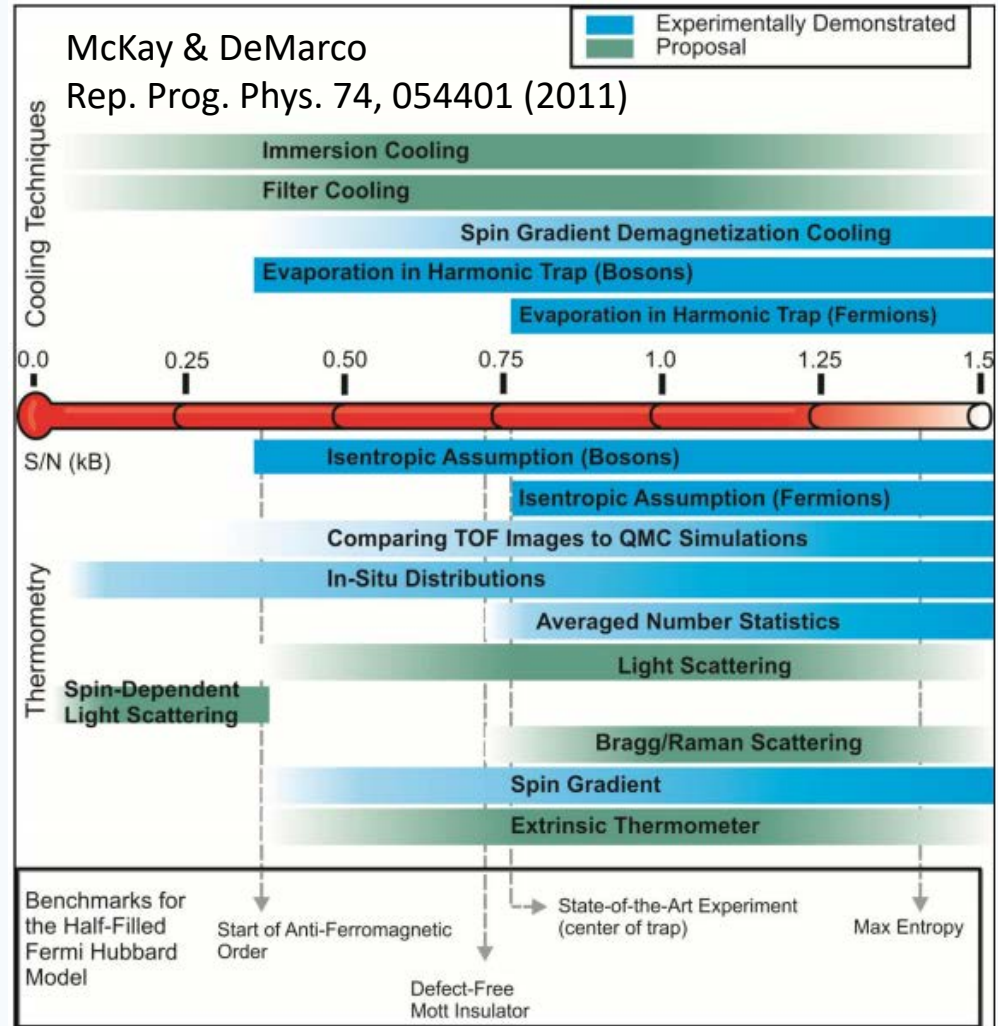 McKay & DeMarco
Rep. Prog. Phys. 74, 054401 (2011)
Experimentally Demonstrated
Proposal
Cooling Techniques
Immersion Cooling
Filter Cooling
Spin Gradient Demagnetization Cooling
Evaporation in Harmonic Trap (Bosons)
Evaporation in Harmonic Trap (Fermions)
0.0 0.25 0.50 0.75 1.0 1.25 1.5
S/N (kB)
Thermometry
Isentropic Assumption (Bosons)
Isentropic Assumption (Fermions)
Comparing TOF Images to QMC Simulations
In-Situ Distributions
Averaged Number Statistics
Light Scattering
Spin-Dependent
Light Scattering
Bragg/Raman Scattering
Spin Gradient
Extrinsic Thermometer
Benchmarks for
the Half-Filled
Fermi Hubbard
Model
Start of Anti-Ferromagnetic
Order
Defect-Free
Mott Insulator
State-of-the-Art Experiment
(center of trap)
Max Entropy